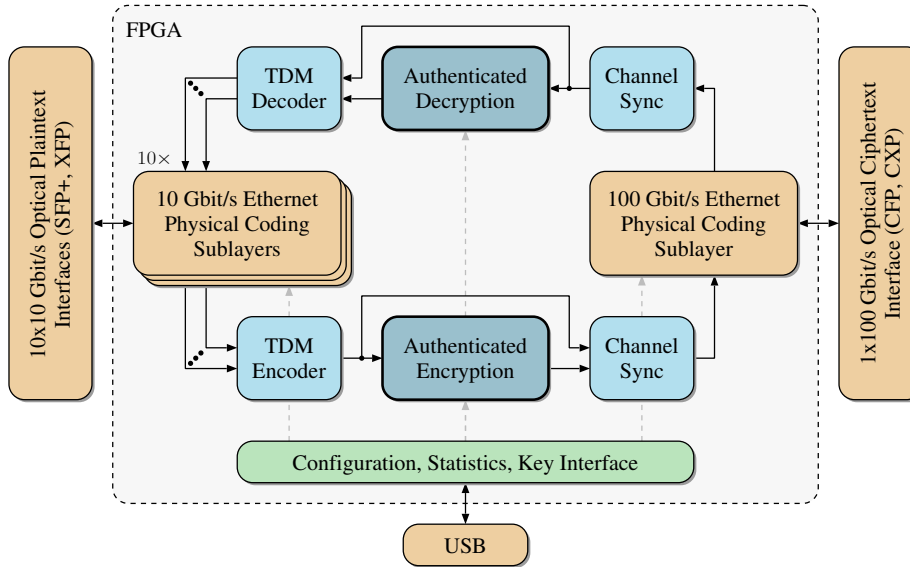 FPGA
10x10 Gbit/s Optical Plaintext
Interfaces (SFP+, XFP)
TDM
Decoder
Authenticated
Decryption
Channel
Sync
10×
10 Gbit/s Ethernet
Physical Coding
Sublayers
100 Gbit/s Ethernet
Physical Coding
Sublayer
1x100 Gbit/s Optical Ciphertext
Interface (CFP, CXP)
TDM
Encoder
Authenticated
Encryption
Channel
Sync
Configuration, Statistics, Key Interface
USB